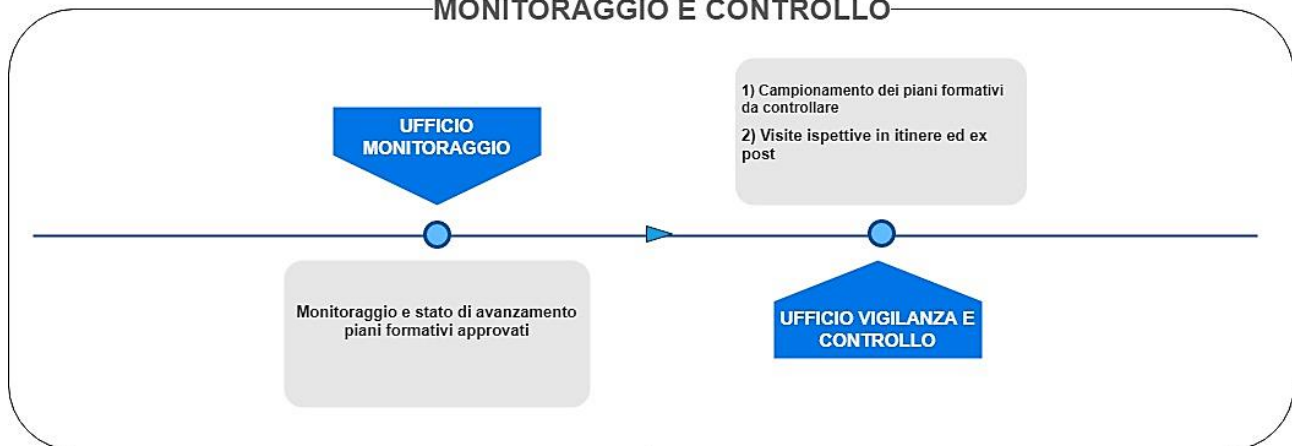 MONITORAGGIO E CONTROLLO
UFFICIO
MONITORAGGIO
Monitoraggio e stato di avanzamento
piani formativi approvati
1) Campionamento dei piani formativi
da controllare
2) Visite ispettive in itinere ed ex
post
UFFICIO VIGILANZA E
CONTROLLO